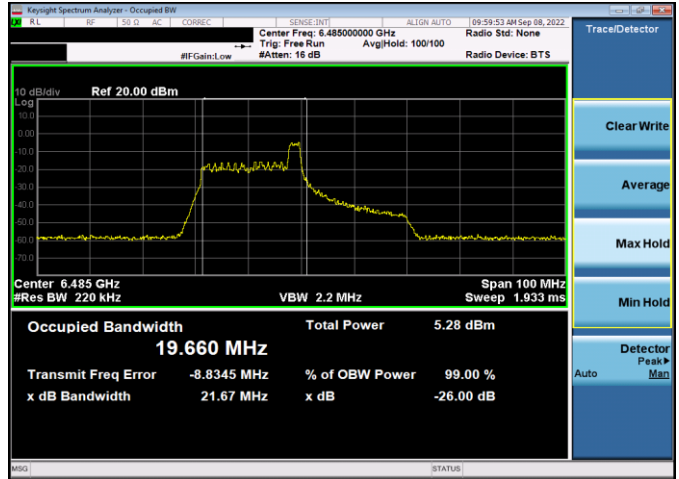 Keysight Spectrum Analyzer - Occupied BW
RL RF 50 Ω AC CORREC SENSE:INT ALIGN AUTO 09:59:53 AM Sep 08, 2022
Center Freq: 6.485000000 GHz Radio Std: None
Trig: Free Run Avg|Hold: 100/100
#IFGain:Low #Atten: 16 dB Radio Device: BTS
Trace/Detector
10 dB/div Ref 20.00 dBm
Log
10.0
0.00
-10.0
-20.0
-30.0
-40.0
-50.0
-60.0
-70.0
Center 6.485 GHz Span 100 MHz
#Res BW 220 kHz VBW 2.2 MHz Sweep 1.933 ms
Occupied Bandwidth Total Power 5.28 dBm
19.660 MHz
Transmit Freq Error -8.8345 MHz % of OBW Power 99.00 %
x dB Bandwidth 21.67 MHz x dB -26.00 dB
Clear Write
Average
Max Hold
Min Hold
Detector
Peak▶
Auto Man
MSG STATUS